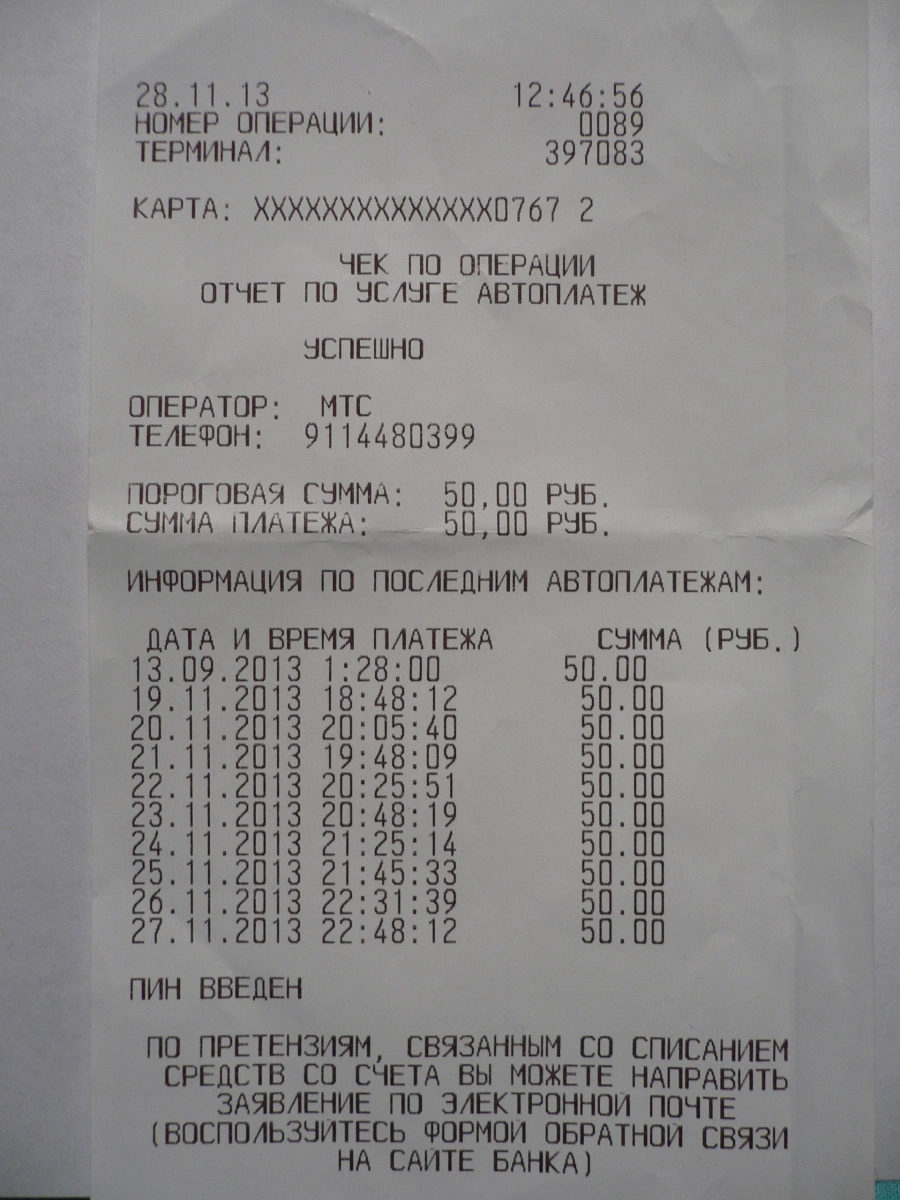 28.11.13 12:46:56
НОМЕР ОПЕРАЦИИ: 0089
ТЕРМИНАЛ: 397083
КАРТА: XXXXXXXXXXXXXX0767 2
ЧЕК ПО ОПЕРАЦИИ
ОТЧЕТ ПО УСЛУГЕ АВТОПЛАТЕЖ
УСПЕШНО
ОПЕРАТОР: МТС
ТЕЛЕФОН: 9114480399
ПОРОГОВАЯ СУММА: 50,00 РУБ.
СУММА ПЛАТЕЖА: 50,00 РУБ.
ИНФОРМАЦИЯ ПО ПОСЛЕДНИМ АВТОПЛАТЕЖАМ:
ДАТА И ВРЕМЯ ПЛАТЕЖА СУММА (РУБ.)
13.09.2013 1:28:00 50.00
19.11.2013 18:48:12 50.00
20.11.2013 20:05:40 50.00
21.11.2013 19:48:09 50.00
22.11.2013 20:25:51 50.00
23.11.2013 20:48:19 50.00
24.11.2013 21:25:14 50.00
25.11.2013 21:45:33 50.00
26.11.2013 22:31:39 50.00
27.11.2013 22:48:12 50.00
ПИН ВВЕДЕН
ПО ПРЕТЕНЗИЯМ, СВЯЗАННЫМ СО СПИСАНИЕМ
СРЕДСТВ СО СЧЕТА ВЫ МОЖЕТЕ НАПРАВИТЬ
ЗАЯВЛЕНИЕ ПО ЭЛЕКТРОННОЙ ПОЧТЕ
(ВОСПОЛЬЗУЙТЕСЬ ФОРМОЙ ОБРАТНОЙ СВЯЗИ
НА САЙТЕ БАНКА)